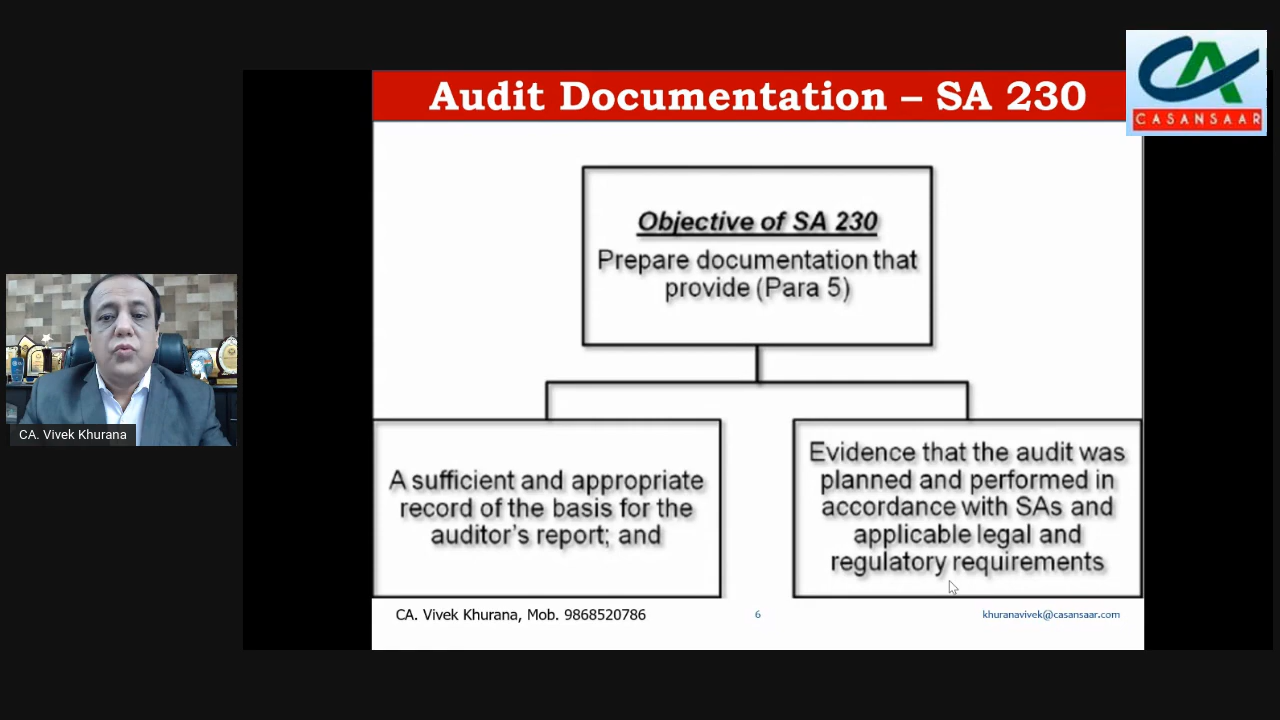 Audit Documentation – SA 230
CASANSAAR
Objective of SA 230
Prepare documentation that
provide (Para 5)
A sufficient and appropriate
record of the basis for the
auditor's report; and
Evidence that the audit was
planned and performed in
accordance with SAs and
applicable legal and
regulatory requirements
CA. Vivek Khurana
CA. Vivek Khurana, Mob. 9868520786
6
khuranavivek@casansaar.com